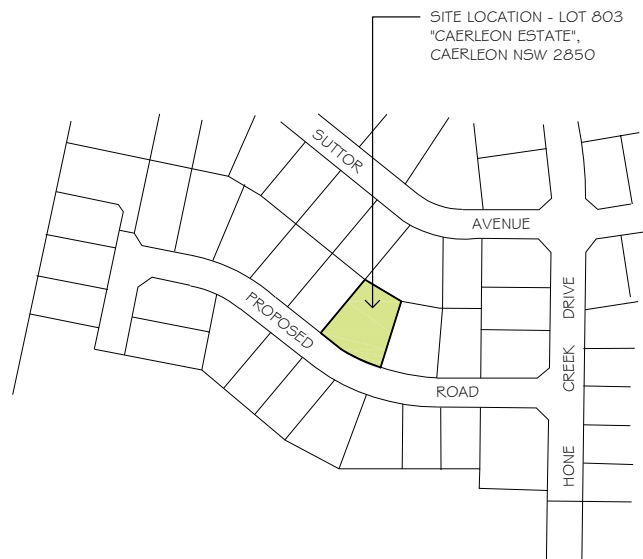 SITE LOCATION - LOT 803
"CAERLEON ESTATE",
CAERLEON NSW 2850
SUTTOR
AVENUE
PROPOSED
ROAD
HONE CREEK DRIVE